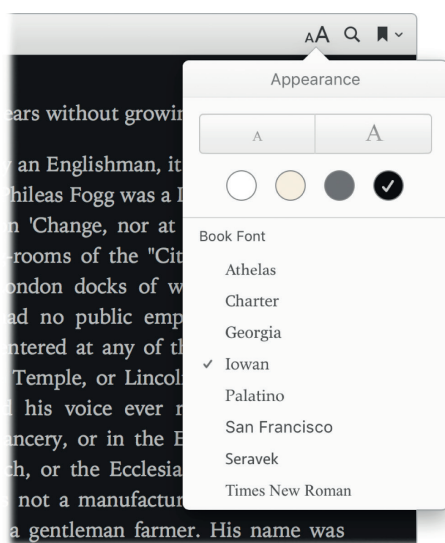 AA
Appearance
A A
Book Font
Athelas
Charter
Georgia
Iowan
Palatino
San Francisco
Seravek
Times New Roman
ears without growin
an Englishman, it
Phileas Fogg was a
n 'Change, nor at
-rooms of the "Cit
ondon docks of w
ad no public emp
ntered at any of th
Temple, or Lincol
his voice ever
ancery, or in the
ch, or the Ecclesia
not a manufactur
a gentleman farmer. His name was